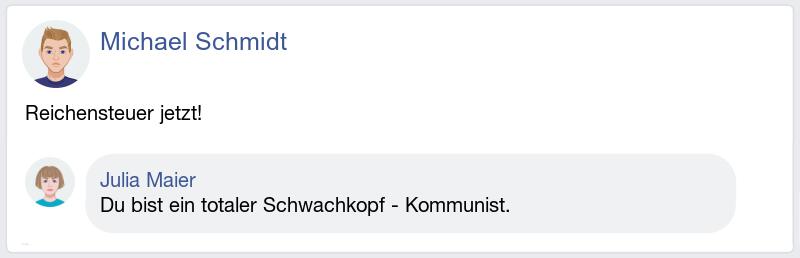 Michael Schmidt
Reichensteuer jetzt!
Julia Maier
Du bist ein totaler Schwachkopf - Kommunist.